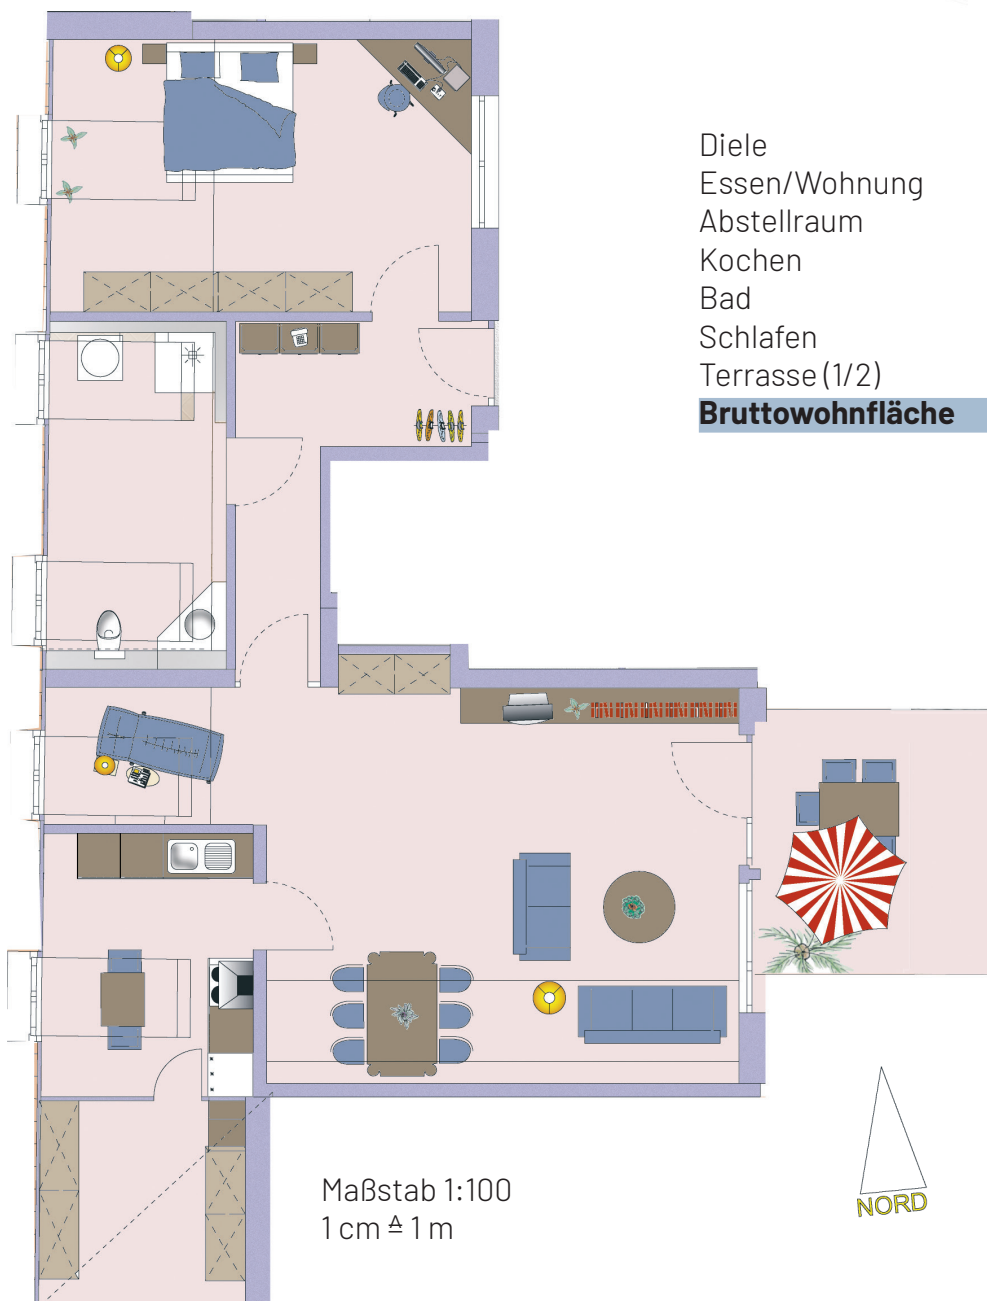 Diele
Essen/Wohnung
Abstellraum
Kochen
Bad
Schlafen
Terrasse (1/2)
Bruttowohnfläche
Maßstab 1:100
1 cm ≙ 1 m
NORD